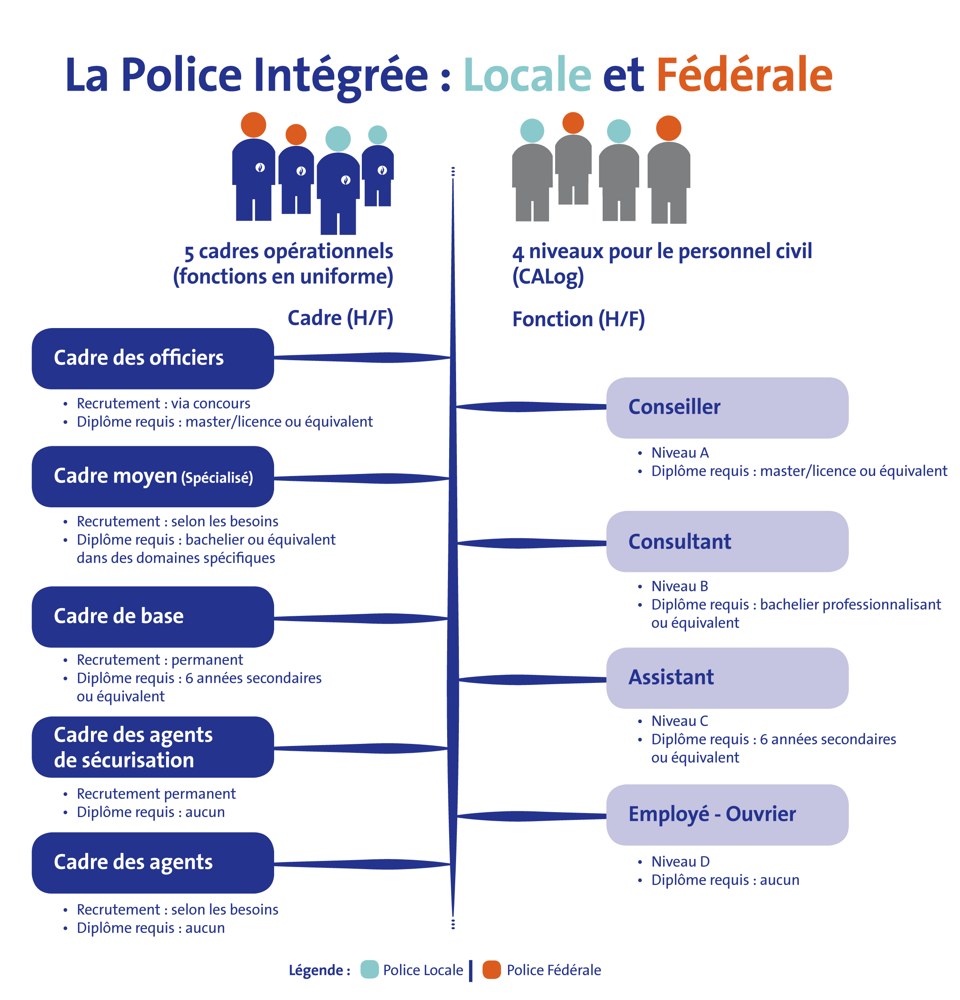 La Police Intégrée : Locale et Fédérale
5 cadres opérationnels
(fonctions en uniforme)
Cadre (H/F)
Cadre des officiers
• Recrutement : via concours
• Diplôme requis : master/licence ou équivalent
Cadre moyen (Spécialisé)
• Recrutement : selon les besoins
• Diplôme requis : bachelier ou équivalent
dans des domaines spécifiques
Cadre de base
• Recrutement : permanent
• Diplôme requis : 6 années secondaires
ou équivalent
Cadre des agents
de sécurisation
• Recrutement permanent
• Diplôme requis : aucun
Cadre des agents
• Recrutement : selon les besoins
• Diplôme requis : aucun
4 niveaux pour le personnel civil
(CALog)
Fonction (H/F)
Conseiller
• Niveau A
• Diplôme requis : master/licence ou équivalent
Consultant
• Niveau B
• Diplôme requis : bachelier professionnalisant
ou équivalent
Assistant
• Niveau C
• Diplôme requis : 6 années secondaires
ou équivalent
Employé - Ouvrier
• Niveau D
• Diplôme requis : aucun
Légende : Police Locale | Police Fédérale